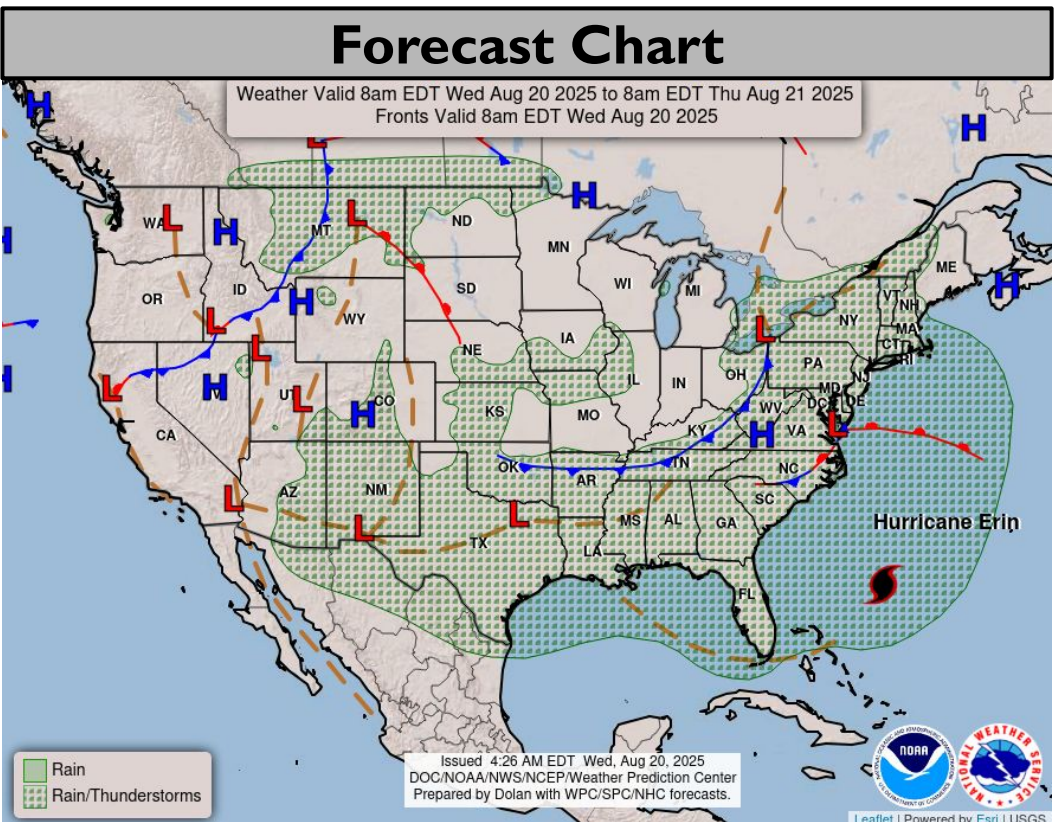 Forecast Chart
Weather Valid 8am EDT Wed Aug 20 2025 to 8am EDT Thu Aug 21 2025
Fronts Valid 8am EDT Wed Aug 20 2025
H
H
L
H
L
WA
L
H
MT
ND
MN
ME
H
OR
ID
H
WY
SD
WI
MI
VT
NH
NY
MA
CT
RI
H
L
L
L
NE
IA
OH
PA
NJ
H
L
H
UT
L
H
CO
KS
MO
IL
IN
WV
MD
DC
DE
CA
KY
H
VA
L
AZ
NM
OK
AR
TN
NC
SC
L
L
L
TX
LA
MS
AL
GA
Hurricane Erin
FL
Rain
Rain/Thunderstorms
Issued 4:26 AM EDT Wed, Aug 20, 2025
DOC/NOAA/NWS/NCEP/Weather Prediction Center
Prepared by Dolan with WPC/SPC/NHC forecasts.
NOAA
NATIONAL WEATHER SERVICE
Leaflet | Powered by Esri | USGS